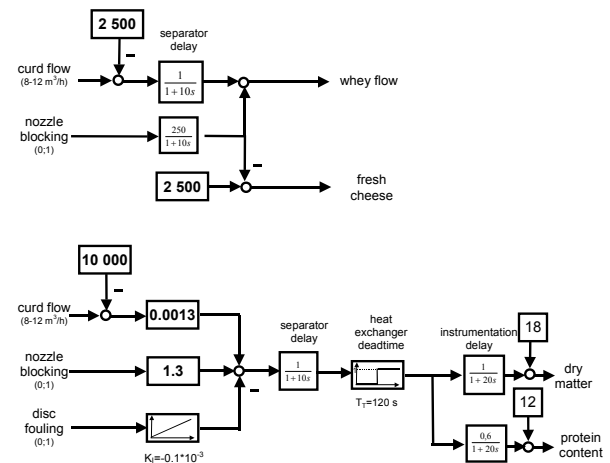 2 500
separator
delay
curd flow
(8-12 m³/h)
–
1
1+10s
whey flow
nozzle
blocking
(0;1)
250
1+10s
–
2 500
fresh
cheese
10 000
–
curd flow
(8-12 m³/h)
0.0013
separator
delay
heat
exchanger
deadtime
instrumentation
delay
18
nozzle
blocking
(0;1)
1.3
–
1
1+10s
T_T=120 s
1
1+20s
dry
matter
disc
fouling
(0;1)
K_I=-0.1*10⁻³
12
0,6
1+20s
protein
content